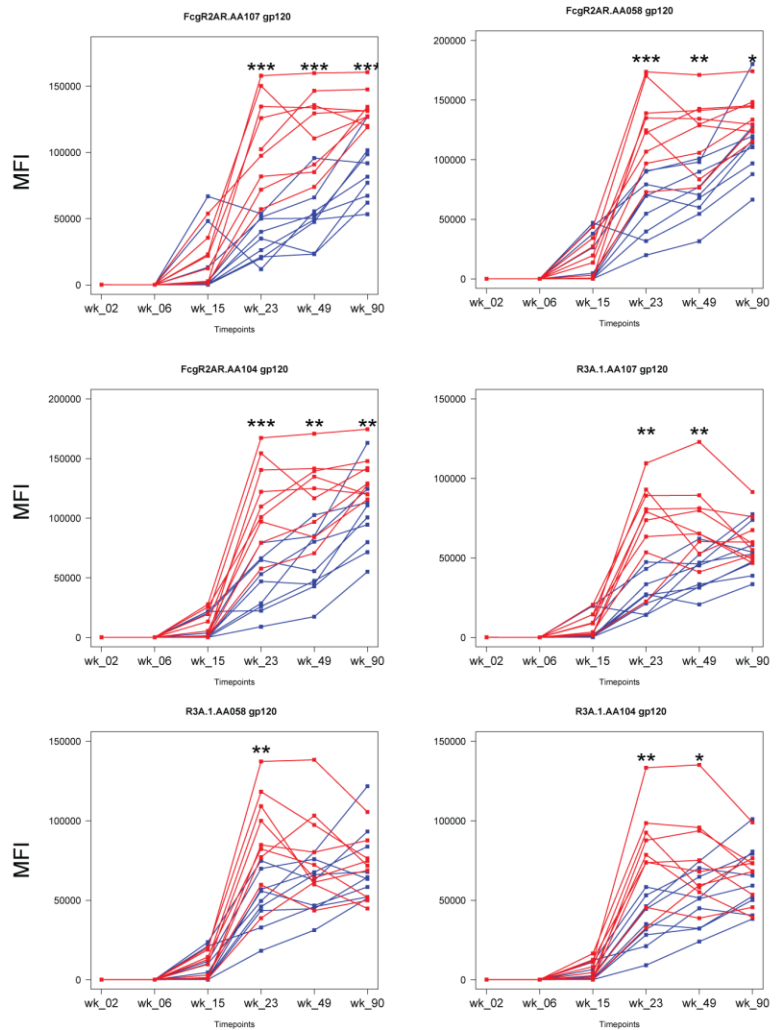 FcgR2AR.AA107 gp120
***
***
***
MFI
150000
100000
50000
0
wk_02 wk_06 wk_15 wk_23 wk_49 wk_90
Timepoints
FcgR2AR.AA058 gp120
***
**
*
200000
150000
100000
50000
0
wk_02 wk_06 wk_15 wk_23 wk_49 wk_90
Timepoints
FcgR2AR.AA104 gp120
***
**
**
MFI
200000
150000
100000
50000
0
wk_02 wk_06 wk_15 wk_23 wk_49 wk_90
Timepoints
R3A.1.AA107 gp120
**
**
150000
100000
50000
0
wk_02 wk_06 wk_15 wk_23 wk_49 wk_90
Timepoints
R3A.1.AA058 gp120
**
MFI
150000
100000
50000
0
wk_02 wk_06 wk_15 wk_23 wk_49 wk_90
Timepoints
R3A.1.AA104 gp120
**
*
150000
100000
50000
0
wk_02 wk_06 wk_15 wk_23 wk_49 wk_90
Timepoints